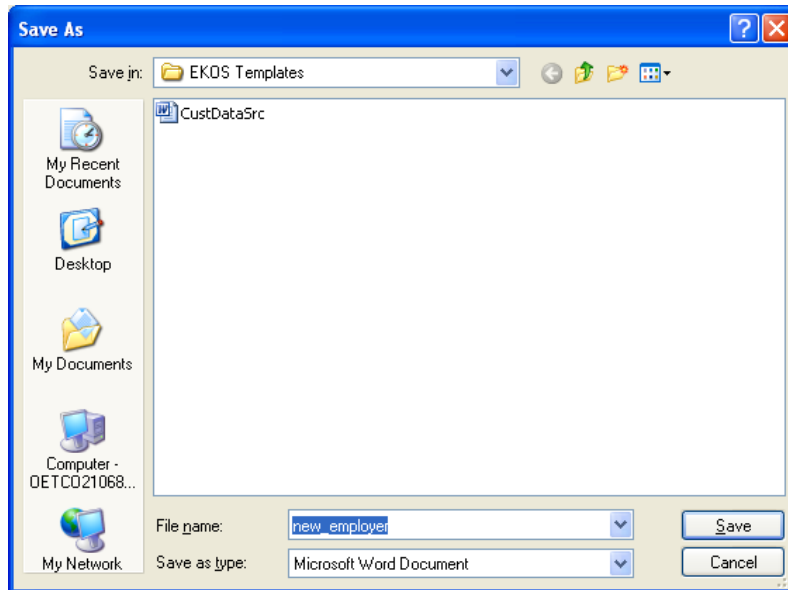 Save As
Save in:
EKOS Templates
CustDataSrc
My Recent
Documents
Desktop
My Documents
Computer -
OETCO21068...
My Network
File name:
new_employer
Save
Save as type:
Microsoft Word Document
Cancel